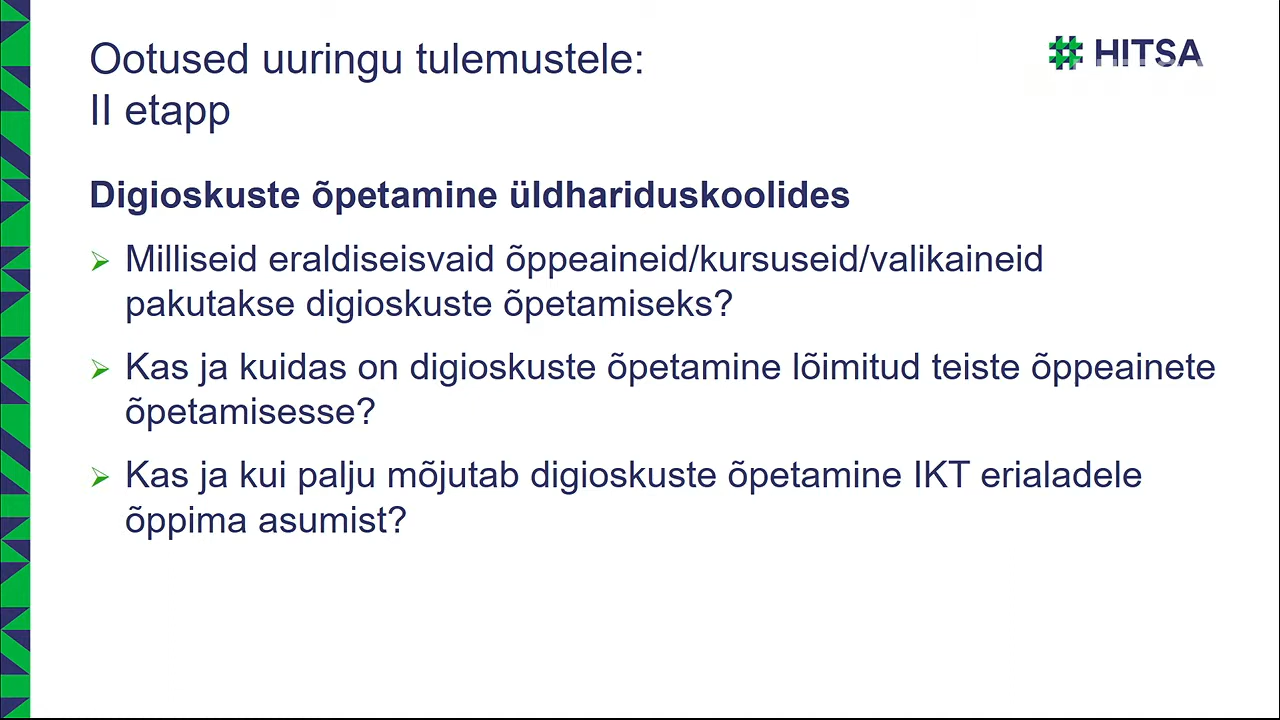 Ootused uuringu tulemustele:
II etapp
HITSA
Digioskuste õpetamine üldhariduskoolides
Milliseid eraldiseisvaid õppeaineid/kursuseid/valikaineid
pakutakse digioskuste õpetamiseks?
Kas ja kuidas on digioskuste õpetamine lõimitud teiste õppeainete
õpetamisesse?
Kas ja kui palju mõjutab digioskuste õpetamine IKT erialadele
õppima asumist?